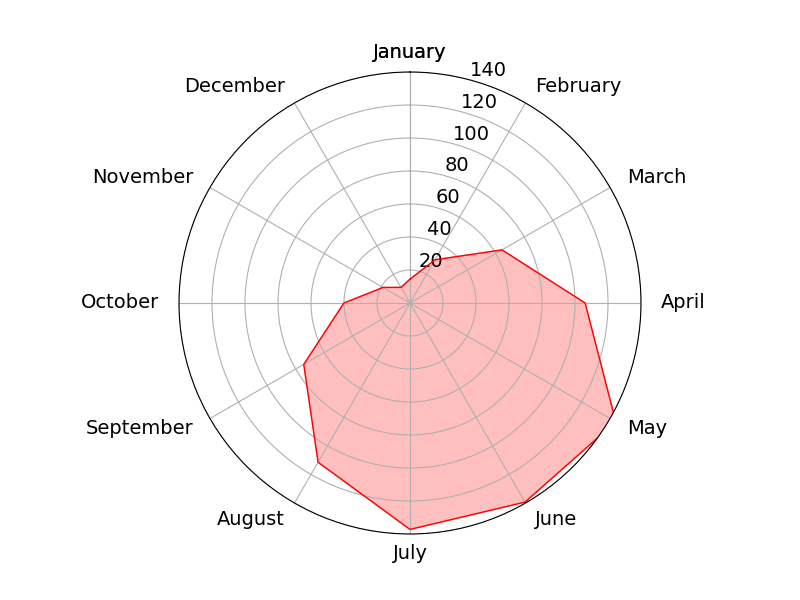 January
February
March
April
May
June
July
August
September
October
November
December
20
40
60
80
100
120
140